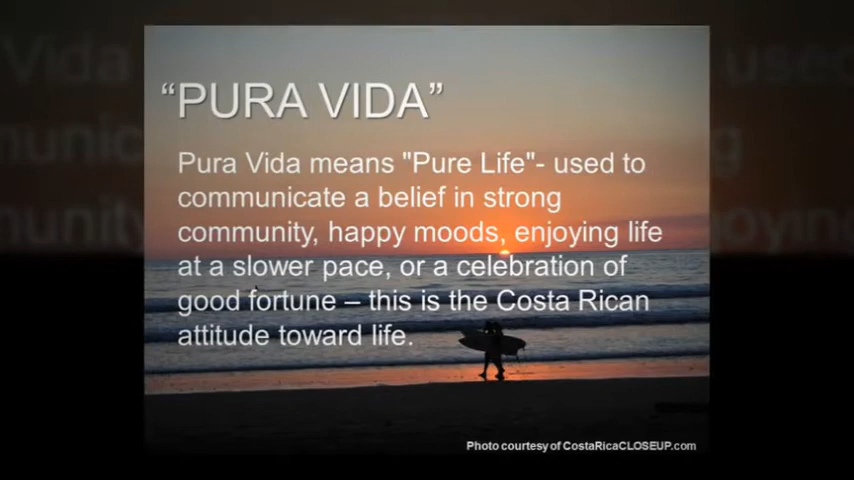 “PURA VIDA”
Pura Vida means "Pure Life"- used to
communicate a belief in strong
community, happy moods, enjoying life
at a slower pace, or a celebration of
good fortune – this is the Costa Rican
attitude toward life.
Photo courtesy of CostaRicaCLOSEUP.com